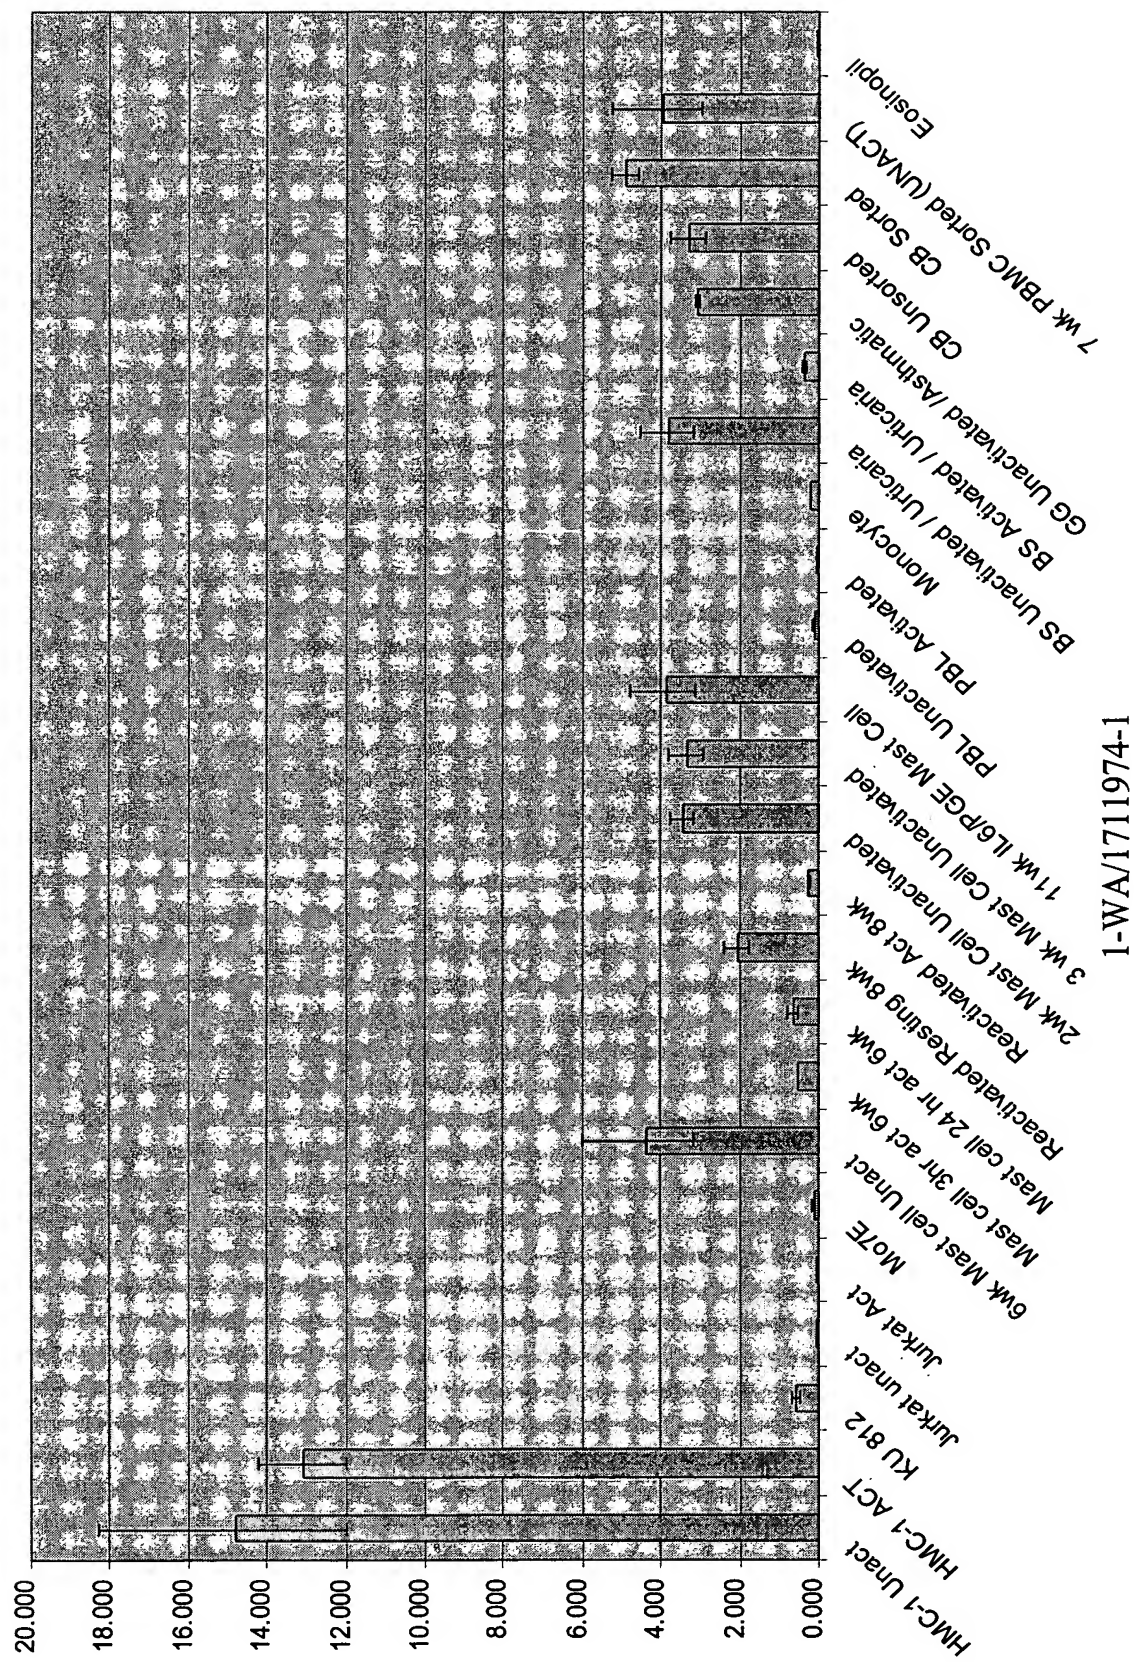 20.000
18.000
16.000
14.000
12.000
10.000
8.000
6.000
4.000
2.000
0.000
HMC-1 Unact
HMC-1 ACT
KU 812
Jurkat unact
Jurkat Act
Mo7E
6wk Mast cell Unact
Mast cell 3hr act 6wk
Mast cell 24 hr act 6wk
Reactivated Resting 8wk
Reactivated Act 8wk
2wk Mast Cell Unactivated
3 wk Mast Cell Unactivated
11wk IL6/PGE Mast Cell
PBL Unactivated
PBL Activated
Monocyte
BS Unactivated / Urticaria
BS Activated / Urticana
GG Unactivated /Asthmatic
CB Unsorted
CB Sorted
7 wk PBMC Sorted (UNACT)
Eosinopil
1-WA/1711974-1